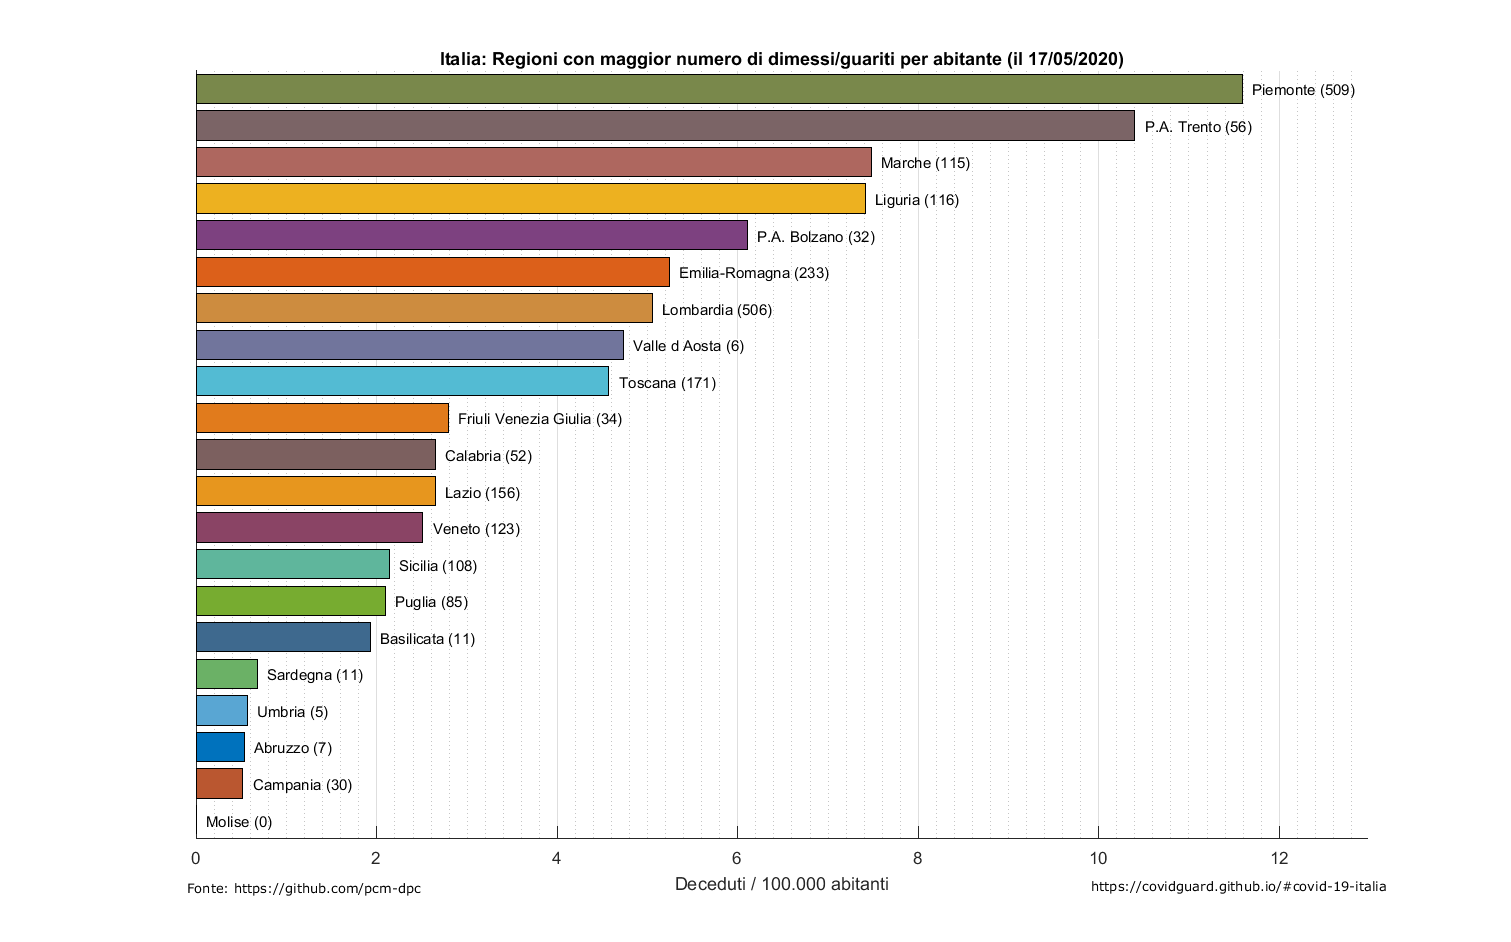 Italia: Regioni con maggior numero di dimessi/guariti per abitante (il 17/05/2020)
Piemonte (509)
P.A. Trento (56)
Marche (115)
Liguria (116)
P.A. Bolzano (32)
Emilia-Romagna (233)
Lombardia (506)
Valle d Aosta (6)
Toscana (171)
Friuli Venezia Giulia (34)
Calabria (52)
Lazio (156)
Veneto (123)
Sicilia (108)
Puglia (85)
Basilicata (11)
Sardegna (11)
Umbria (5)
Abruzzo (7)
Campania (30)
Molise (0)
0 2 4 6 8 10 12
Deceduti / 100.000 abitanti
Fonte: https://github.com/pcm-dpc
https://covidguard.github.io/#covid-19-italia